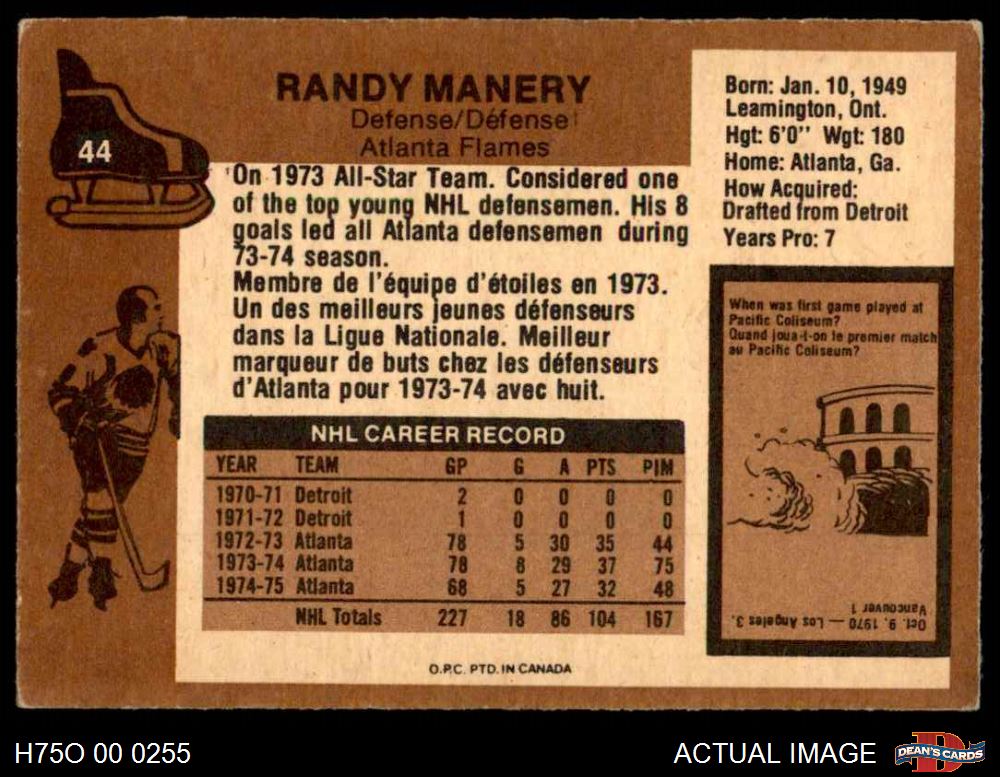 RANDY MANERY
Defense/Défense
Atlanta Flames
44
On 1973 All-Star Team. Considered one
of the top young NHL defensemen. His 8
goals led all Atlanta defensemen during
73-74 season.
Membre de l'équipe d'étoiles en 1973.
Un des meilleurs jeunes défenseurs
dans la Ligue Nationale. Meilleur
marqueur de buts chez les défenseurs
d'Atlanta pour 1973-74 avec huit.
Born: Jan. 10, 1949
Leamington, Ont.
Hgt: 6'0'' Wgt: 180
Home: Atlanta, Ga.
How Acquired:
Drafted from Detroit
Years Pro: 7
When was first game played at
Pacific Coliseum?
Quand joua-t-on le premier match
au Pacific Coliseum?
Oct. 9, 1970 — Los Angeles 3,
Vancouver 1
NHL CAREER RECORD
YEAR TEAM GP G A PTS PIM
1970-71 Detroit 2 0 0 0 0
1971-72 Detroit 1 0 0 0 0
1972-73 Atlanta 78 5 30 35 44
1973-74 Atlanta 78 8 29 37 75
1974-75 Atlanta 68 5 27 32 48
NHL Totals 227 18 86 104 167
O.P.C. PTD. IN CANADA
H75O 00 0255
ACTUAL IMAGE
DEAN'S CARDS